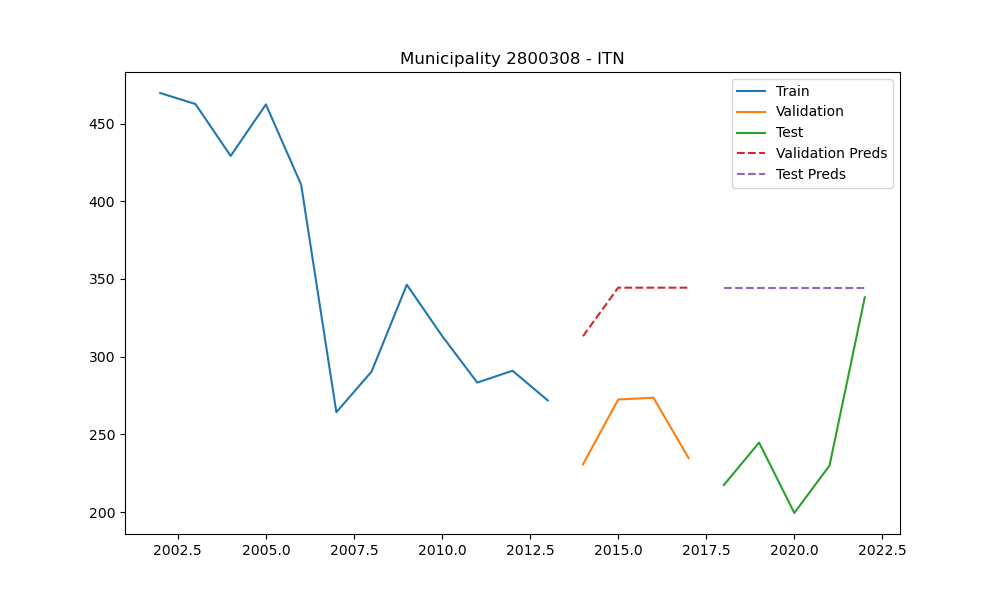 Municipality 2800308 - ITN
Train
Validation
Test
Validation Preds
Test Preds
450
400
350
300
250
200
2002.5 2005.0 2007.5 2010.0 2012.5 2015.0 2017.5 2020.0 2022.5